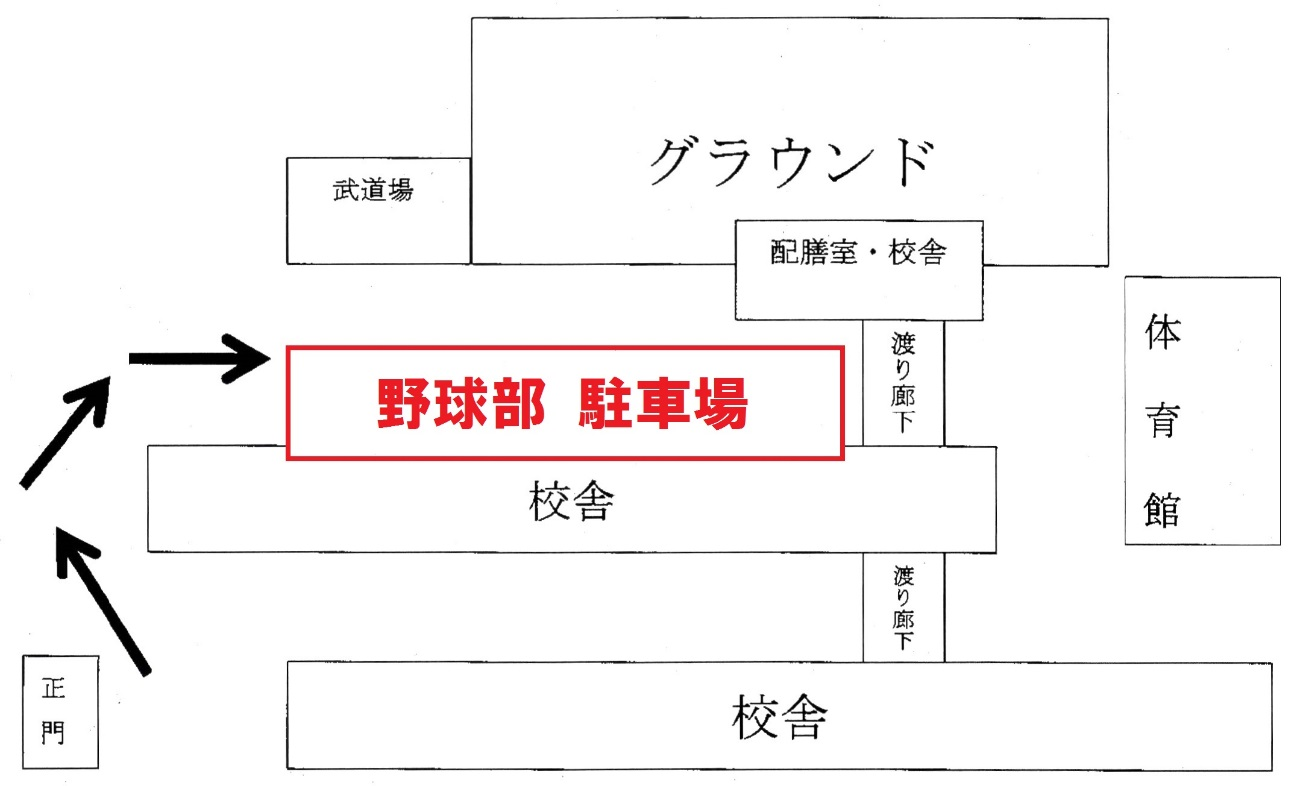 グラウンド
武道場
配膳室・校舎
体育館
渡り廊下
野球部 駐車場
校舎
渡り廊下
正門
校舎